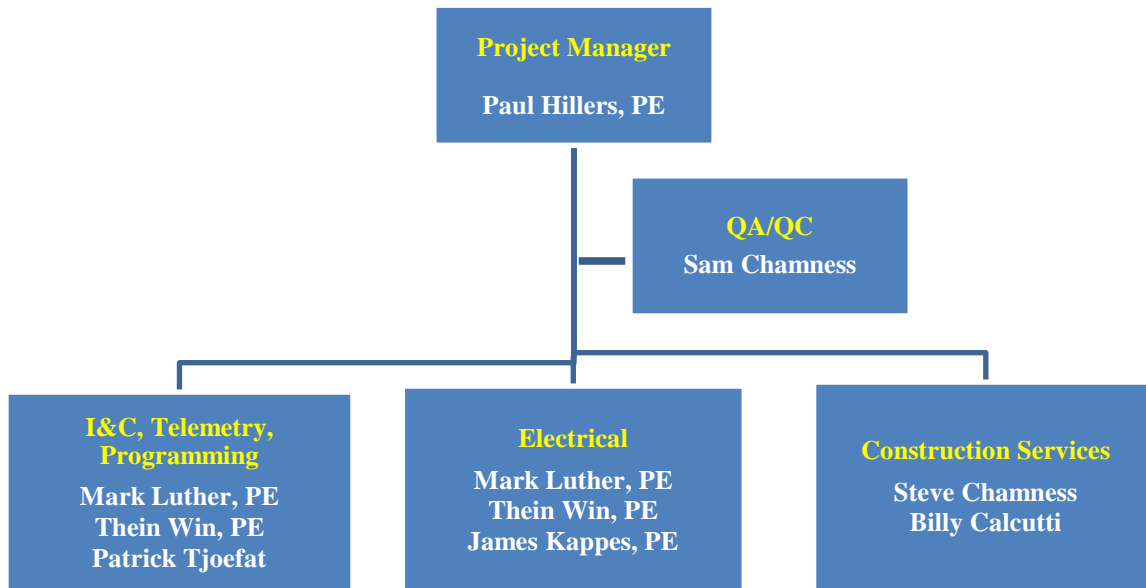 Project Manager
Paul Hillers, PE
QA/QC
Sam Chamness
I&C, Telemetry,
Programming
Mark Luther, PE
Thein Win, PE
Patrick Tjoefat
Electrical
Mark Luther, PE
Thein Win, PE
James Kappes, PE
Construction Services
Steve Chamness
Billy Calcutti